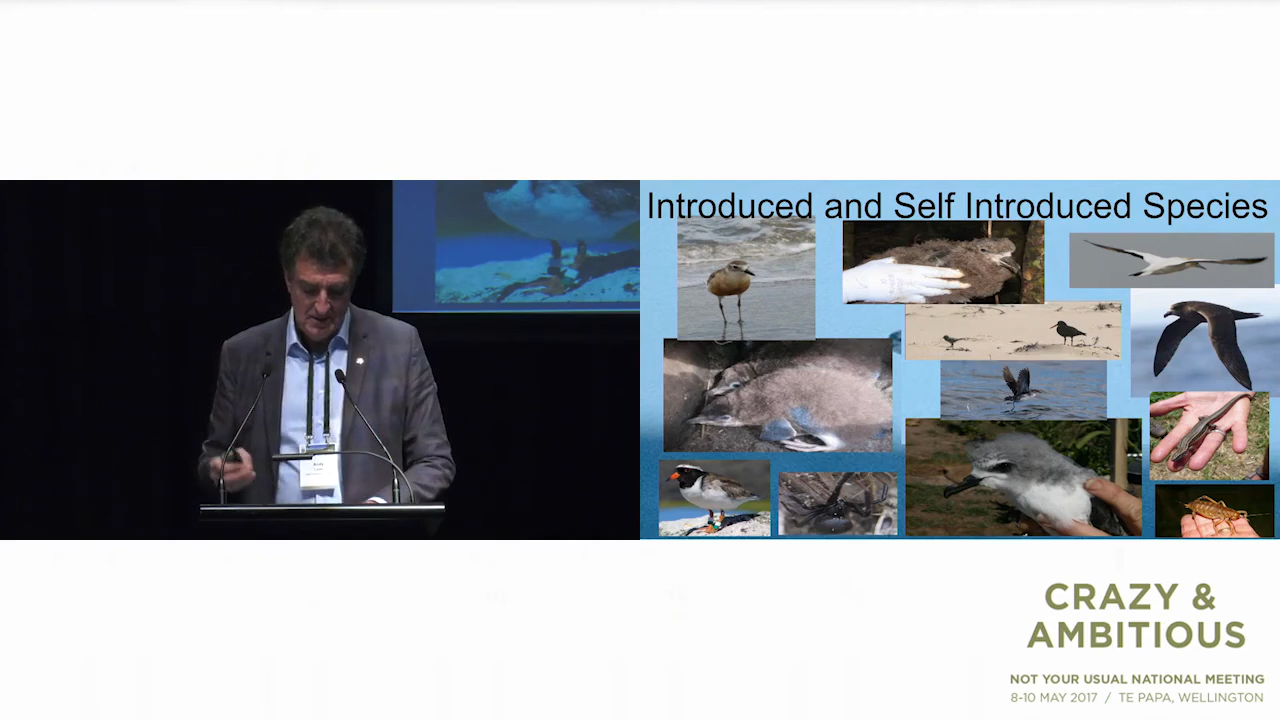 Introduced and Self Introduced Species
Andy
CRAZY &
AMBITIOUS
NOT YOUR USUAL NATIONAL MEETING
8-10 MAY 2017 / TE PAPA, WELLINGTON